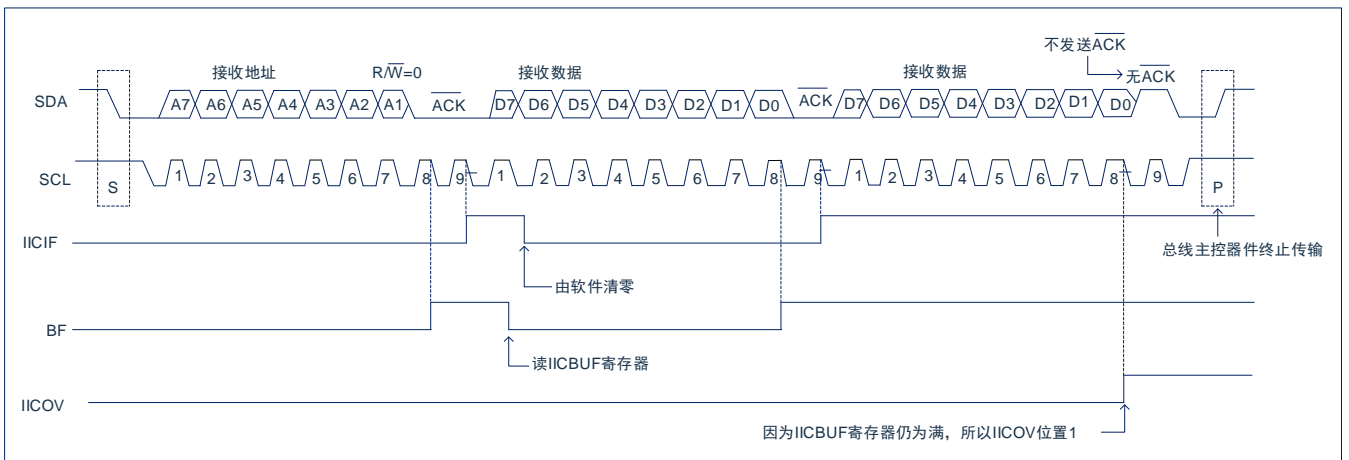 不发送ACK
接收地址 R/W=0 接收数据 接收数据 无ACK
SDA A7 A6 A5 A4 A3 A2 A1 ACK D7 D6 D5 D4 D3 D2 D1 D0 ACK D7 D6 D5 D4 D3 D2 D1 D0
SCL S 1 2 3 4 5 6 7 8 9 1 2 3 4 5 6 7 8 9 1 2 3 4 5 6 7 8 9 P
IICIF
总线主控器件终止传输
由软件清零
BF
读IICBUF寄存器
IICOV
因为IICBUF寄存器仍为满，所以IICOV位置1